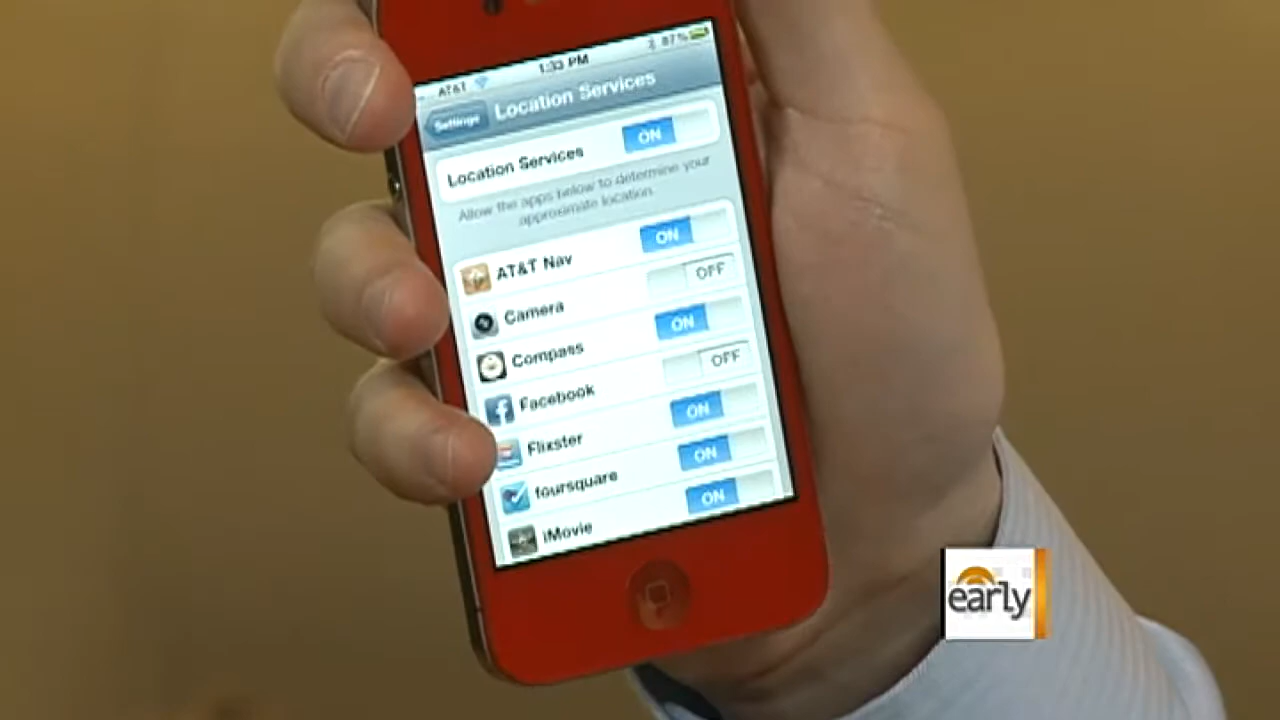 AT&T 1:33 PM 87%
Settings Location Services
Location Services ON
Allow the apps below to determine your
approximate location.
AT&T Nav ON
Camera OFF
Compass ON
Facebook OFF
Flixster ON
foursquare ON
iMovie ON
early